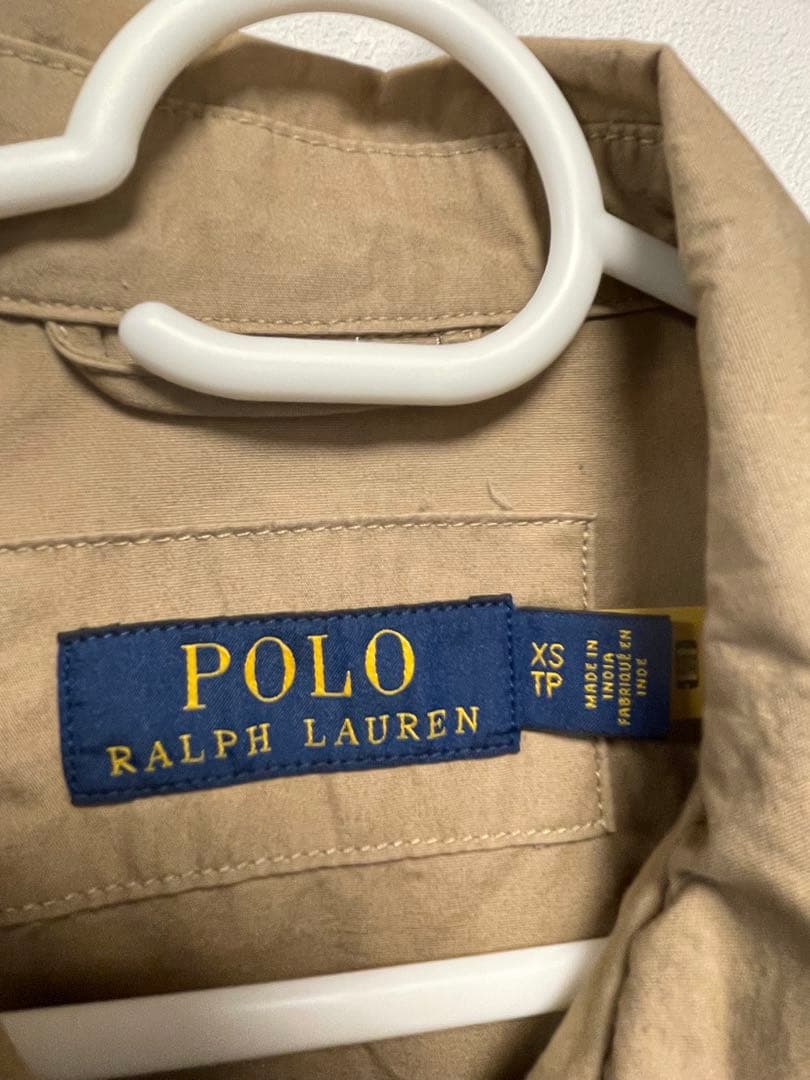 POLO
RALPH LAUREN
XS
TP
MADE IN
INDIA
FABRIQUÉ EN
INDE